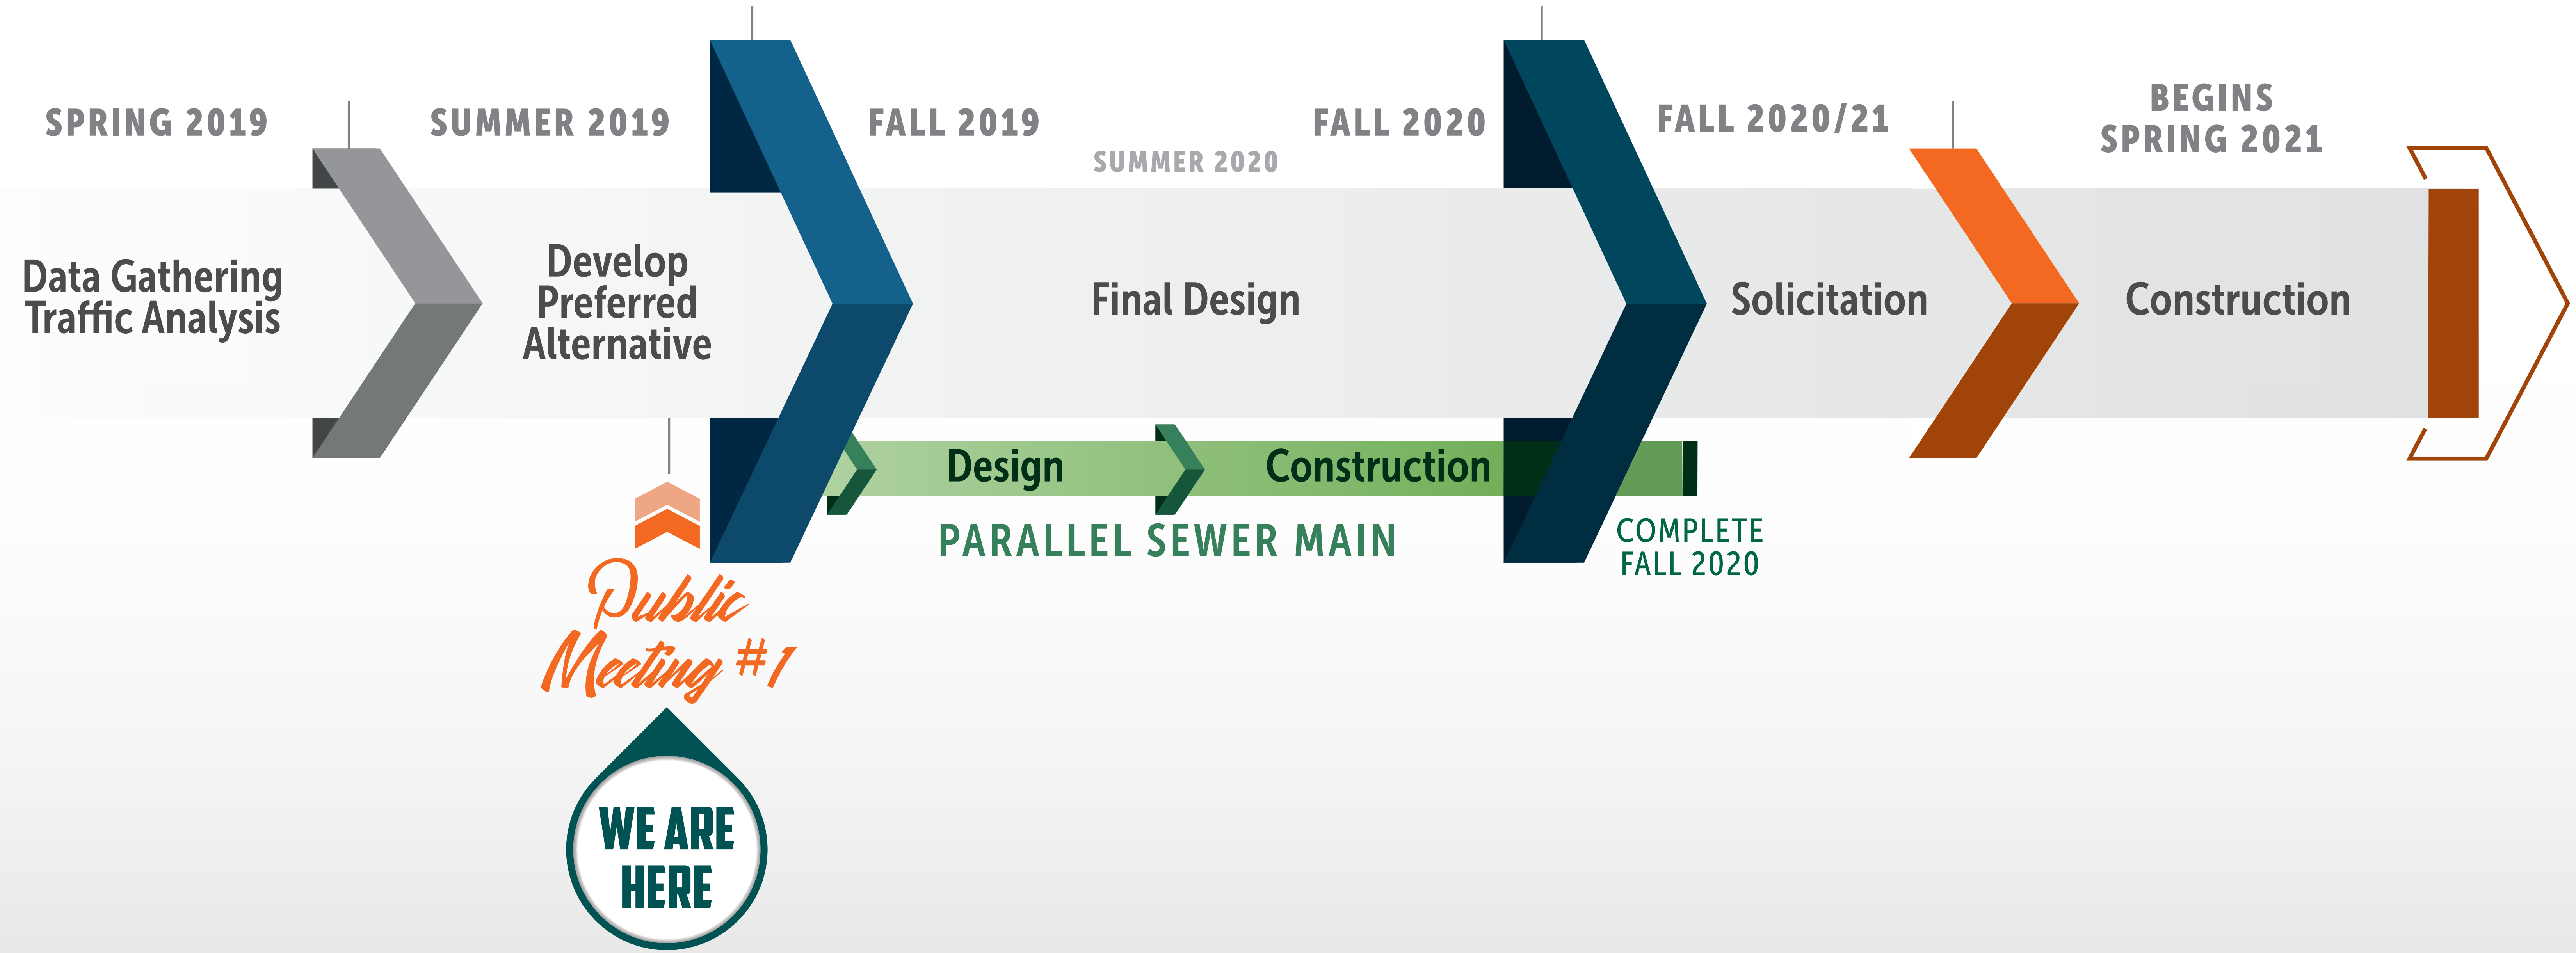 SPRING 2019
SUMMER 2019
FALL 2019
SUMMER 2020
FALL 2020
FALL 2020/21
BEGINS
SPRING 2021
Data Gathering
Traffic Analysis
Develop
Preferred
Alternative
Final Design
Solicitation
Construction
Design
Construction
PARALLEL SEWER MAIN
COMPLETE
FALL 2020
Public
Meeting #1
WE ARE
HERE